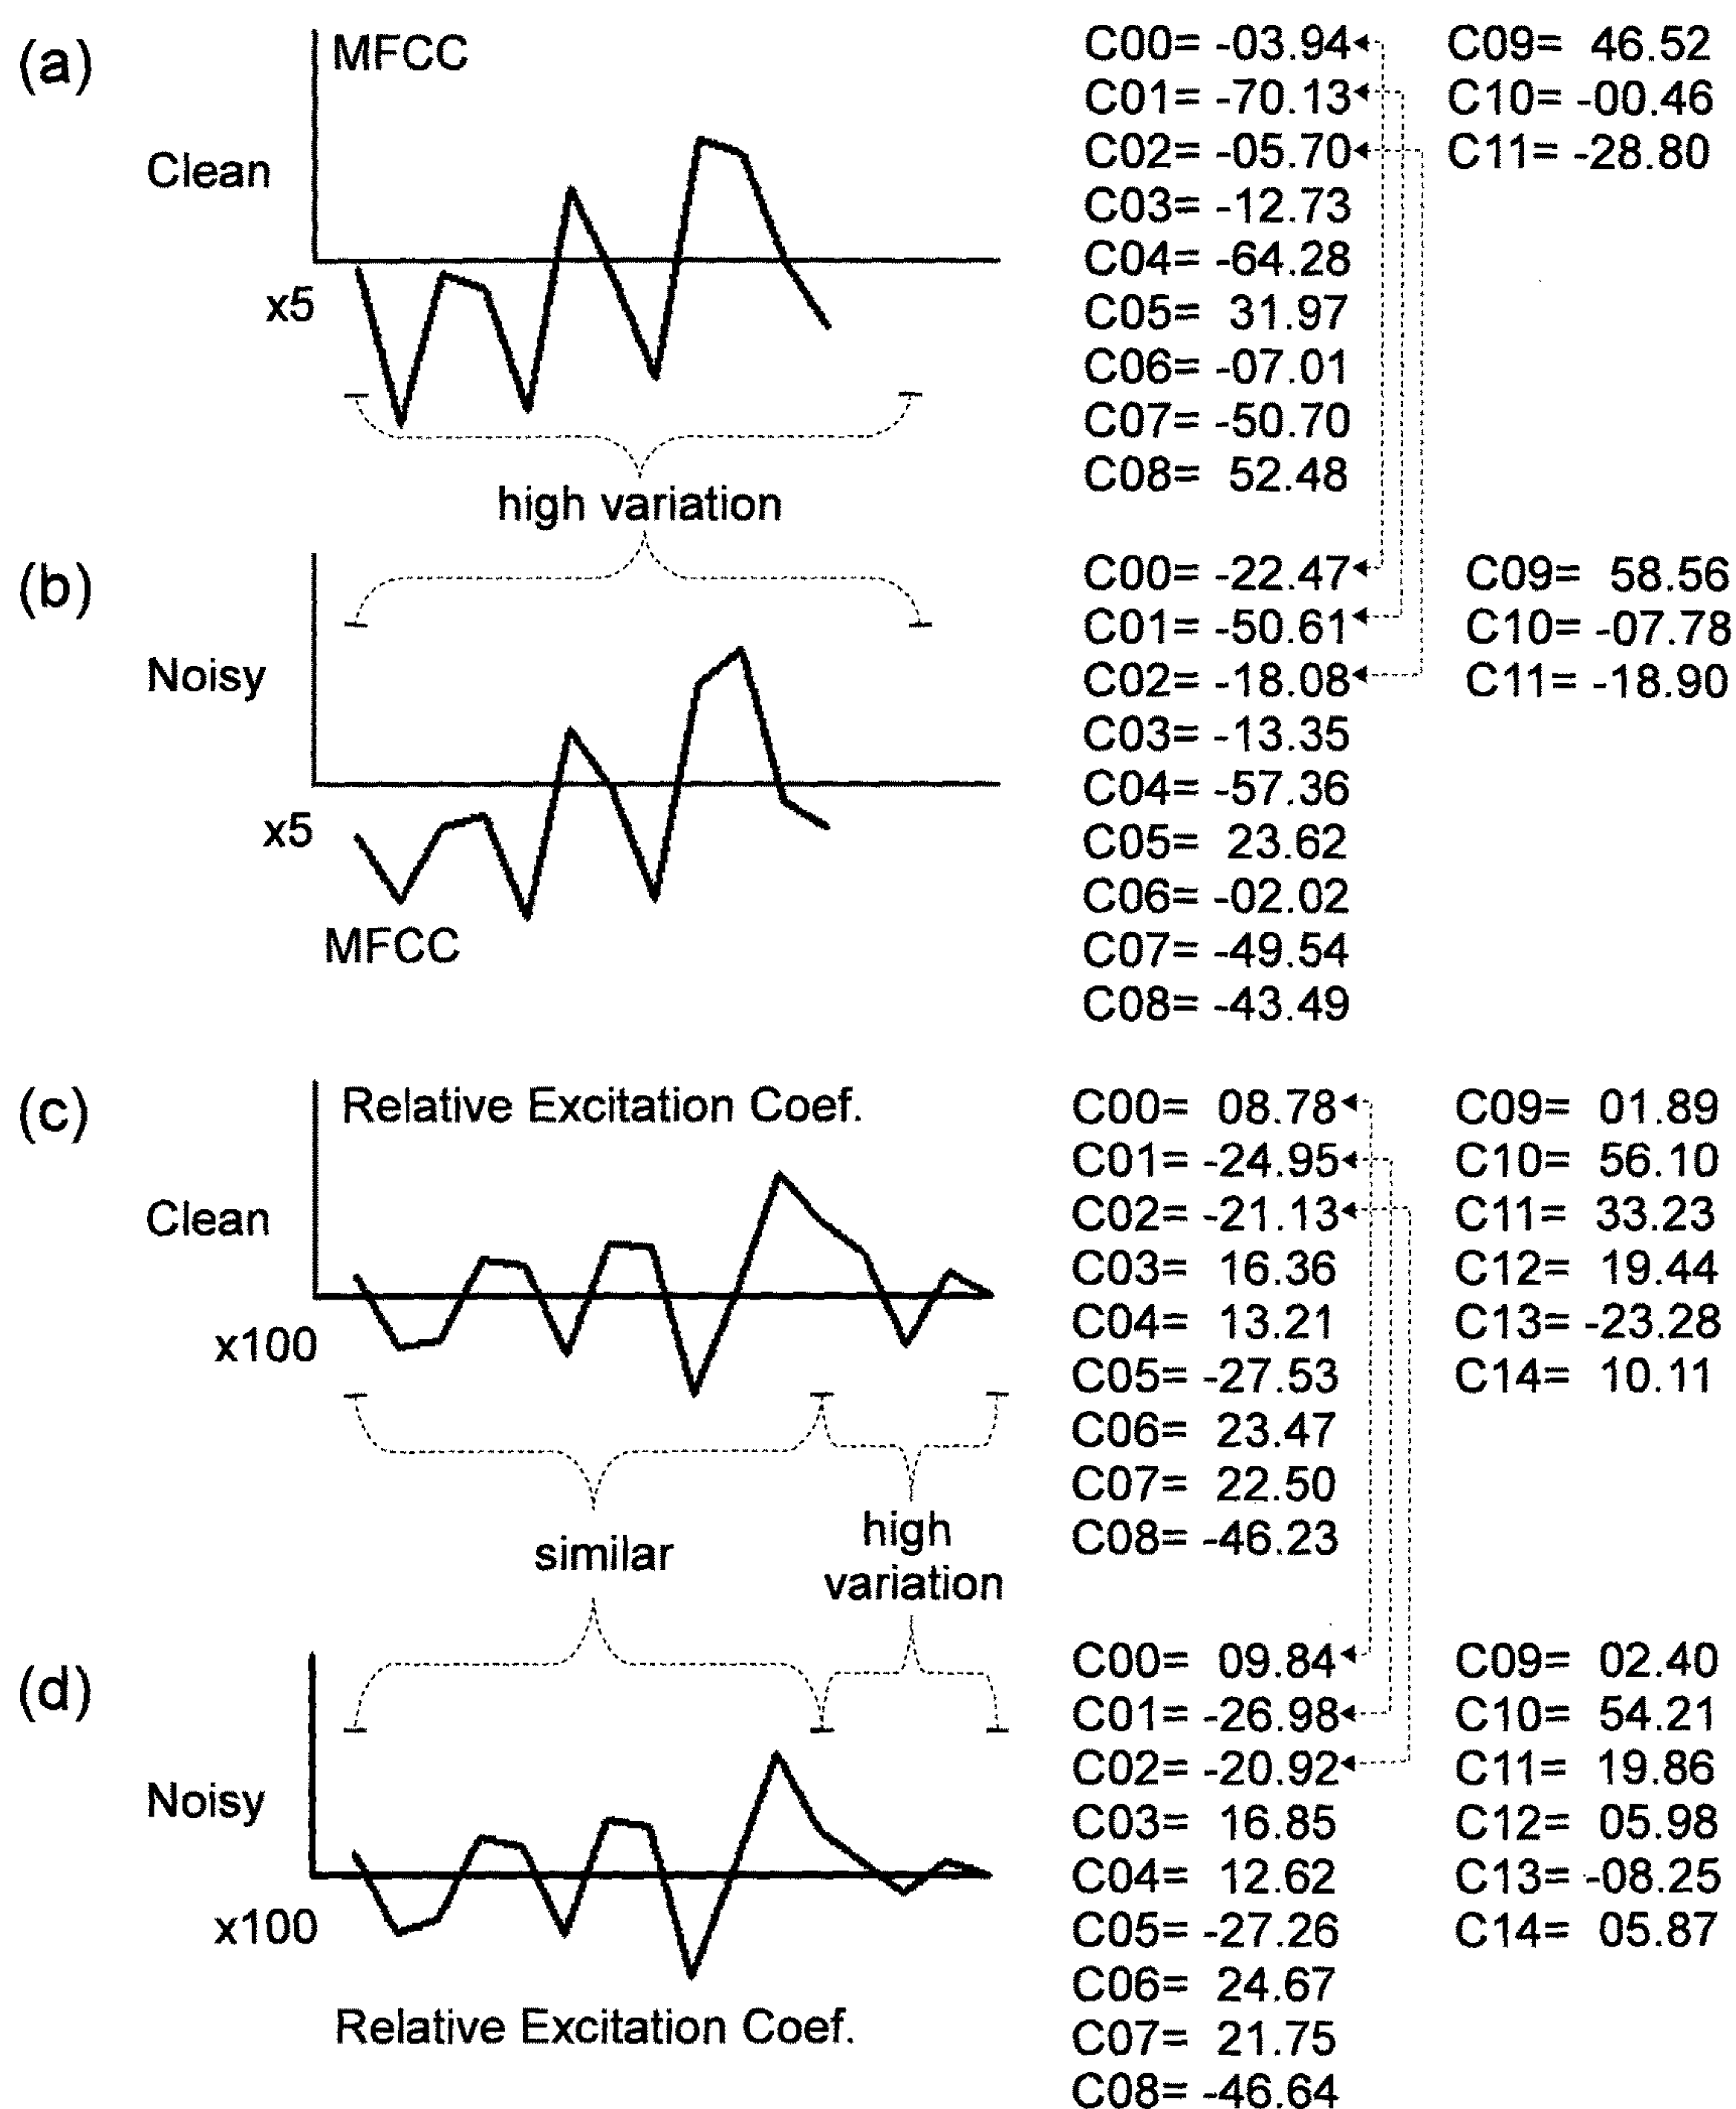 (a)
MFCC
Clean
x5
C00= -03.94
C01= -70.13
C02= -05.70
C03= -12.73
C04= -64.28
C05= 31.97
C06= -07.01
C07= -50.70
C08= 52.48
C09= 46.52
C10= -00.46
C11= -28.80
high variation
(b)
Noisy
x5
MFCC
C00= -22.47
C01= -50.61
C02= -18.08
C03= -13.35
C04= -57.36
C05= 23.62
C06= -02.02
C07= -49.54
C08= -43.49
C09= 58.56
C10= -07.78
C11= -18.90
(c)
Relative Excitation Coef.
Clean
x100
C00= 08.78
C01= -24.95
C02= -21.13
C03= 16.36
C04= 13.21
C05= -27.53
C06= 23.47
C07= 22.50
C08= -46.23
C09= 01.89
C10= 56.10
C11= 33.23
C12= 19.44
C13= -23.28
C14= 10.11
similar
high
variation
(d)
Noisy
x100
Relative Excitation Coef.
C00= 09.84
C01= -26.98
C02= -20.92
C03= 16.85
C04= 12.62
C05= -27.26
C06= 24.67
C07= 21.75
C08= -46.64
C09= 02.40
C10= 54.21
C11= 19.86
C12= 05.98
C13= -08.25
C14= 05.87